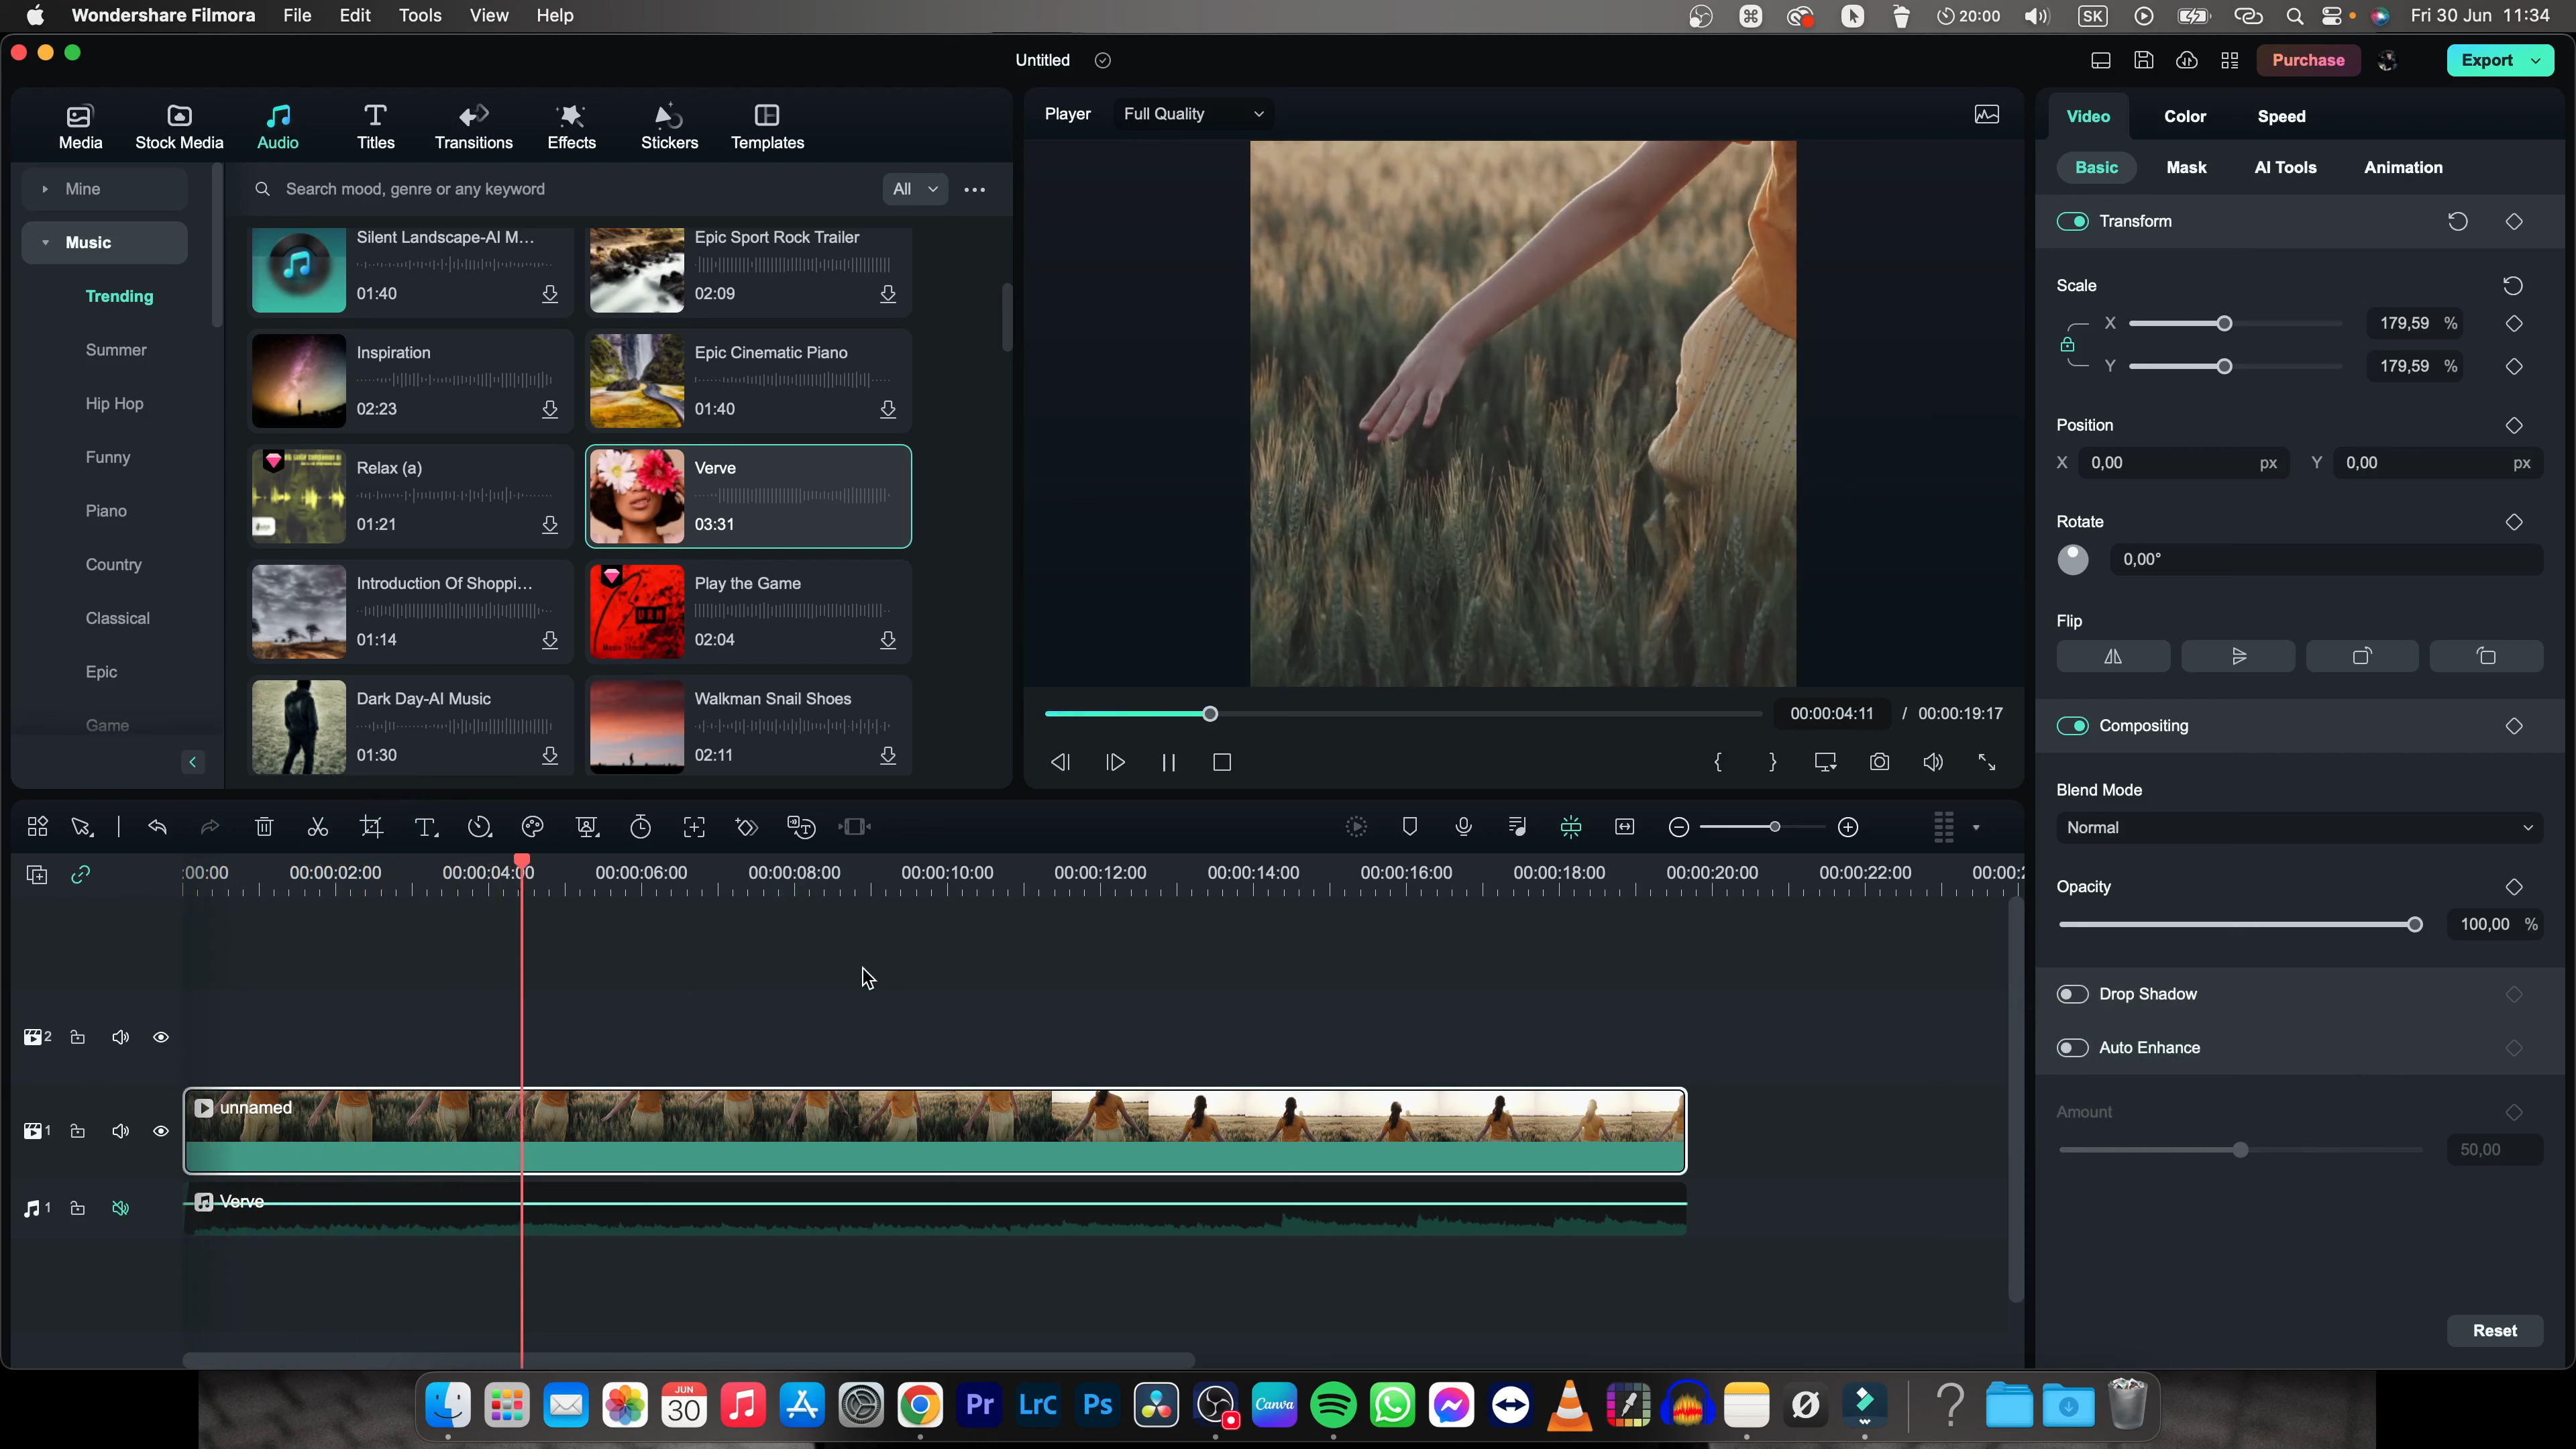 Wondershare Filmora File Edit Tools View Help 20:00 SK Fri 30 Jun 11:34
Untitled Purchase Export
Media Stock Media Audio Titles Transitions Effects Stickers Templates
Player Full Quality
Video Color Speed
Basic Mask AI Tools Animation
Mine
Search mood, genre or any keyword All
Music
Trending
Summer
Hip Hop
Funny
Piano
Country
Classical
Epic
Game
Silent Landscape-AI M...
01:40
Epic Sport Rock Trailer
02:09
Inspiration
02:23
Epic Cinematic Piano
01:40
Relax (a)
01:21
Verve
03:31
Introduction Of Shoppi...
01:14
Play the Game
02:04
Dark Day-AI Music
01:30
Walkman Snail Shoes
02:11
00:00:04:11 / 00:00:19:17
Transform
Scale
X 179,59 %
Y 179,59 %
Position
X 0,00 px Y 0,00 px
Rotate
0,00°
Flip
Compositing
Blend Mode
Normal
Opacity
100,00 %
Drop Shadow
Auto Enhance
Amount
50,00
Reset
:00:00 00:00:02:00 00:00:04:00 00:00:06:00 00:00:08:00 00:00:10:00 00:00:12:00 00:00:14:00 00:00:16:00 00:00:18:00 00:00:20:00 00:00:22:00 00:00:2
2
unnamed
1
Verve
1
JUN
30
Pr LrC Ps Canva